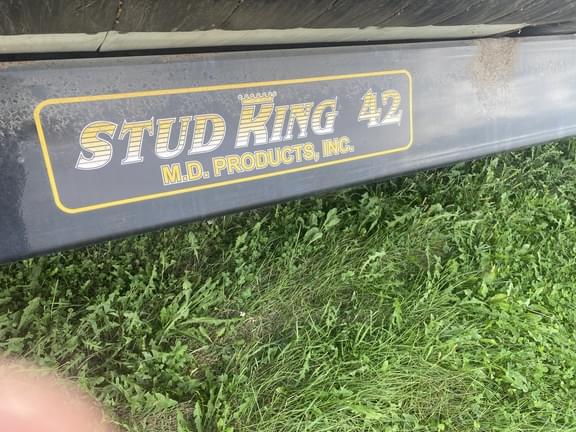 STUD KING 42
M.D. PRODUCTS, INC.